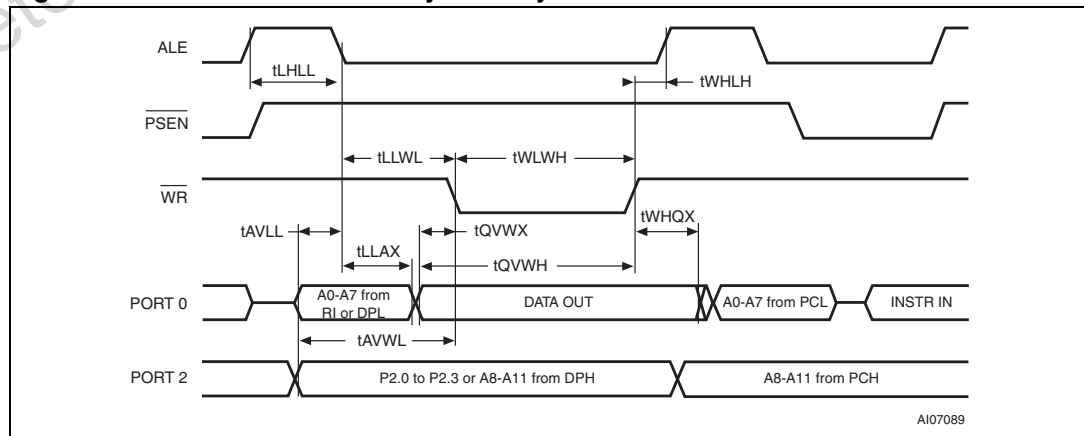 ALE
tLHLL
tWHLH
PSEN
tLLWL
tWLWH
WR
tWHQX
tAVLL
tQVWX
tLLAX
tQVWH
PORT 0
A0-A7 from
RI or DPL
DATA OUT
A0-A7 from PCL
INSTR IN
tAVWL
PORT 2
P2.0 to P2.3 or A8-A11 from DPH
A8-A11 from PCH
AI07089